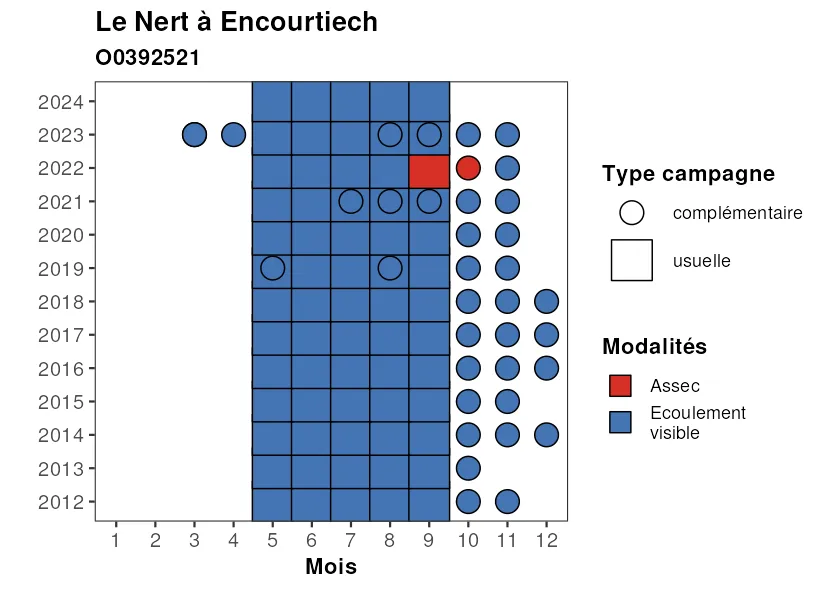 Le Nert à Encourtiech
O0392521
2024
2023
2022
2021
2020
2019
2018
2017
2016
2015
2014
2013
2012
1 2 3 4 5 6 7 8 9 10 11 12
Mois
Type campagne
complémentaire
usuelle
Modalités
Assec
Ecoulement
visible